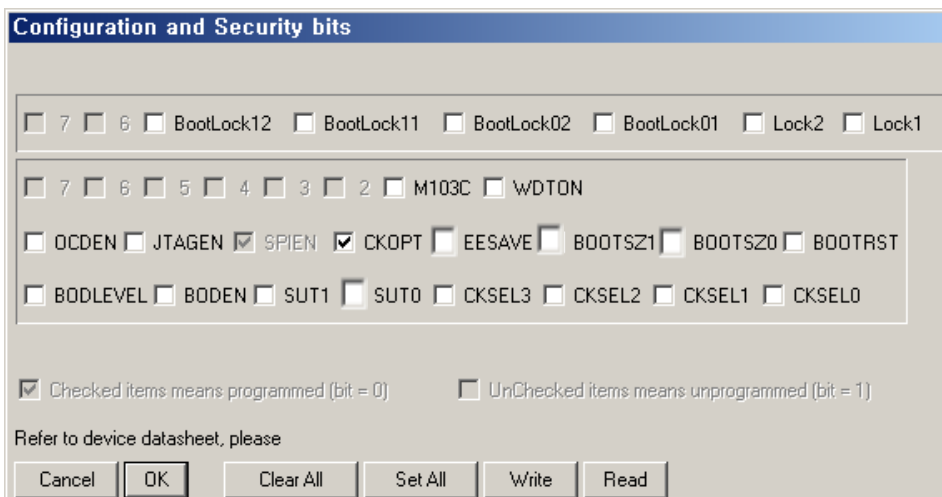 Configuration and Security bits
7 6 BootLock12 BootLock11 BootLock02 BootLock01 Lock2 Lock1
7 6 5 4 3 2 M103C WDTON
OCDEN JTAGEN SPIEN CKOPT EESAVE BOOTSZ1 BOOTSZ0 BOOTRST
BODLEVEL BODEN SUT1 SUT0 CKSEL3 CKSEL2 CKSEL1 CKSEL0
Checked items means programmed (bit = 0) UnChecked items means unprogrammed (bit = 1)
Refer to device datasheet, please
Cancel OK Clear All Set All Write Read